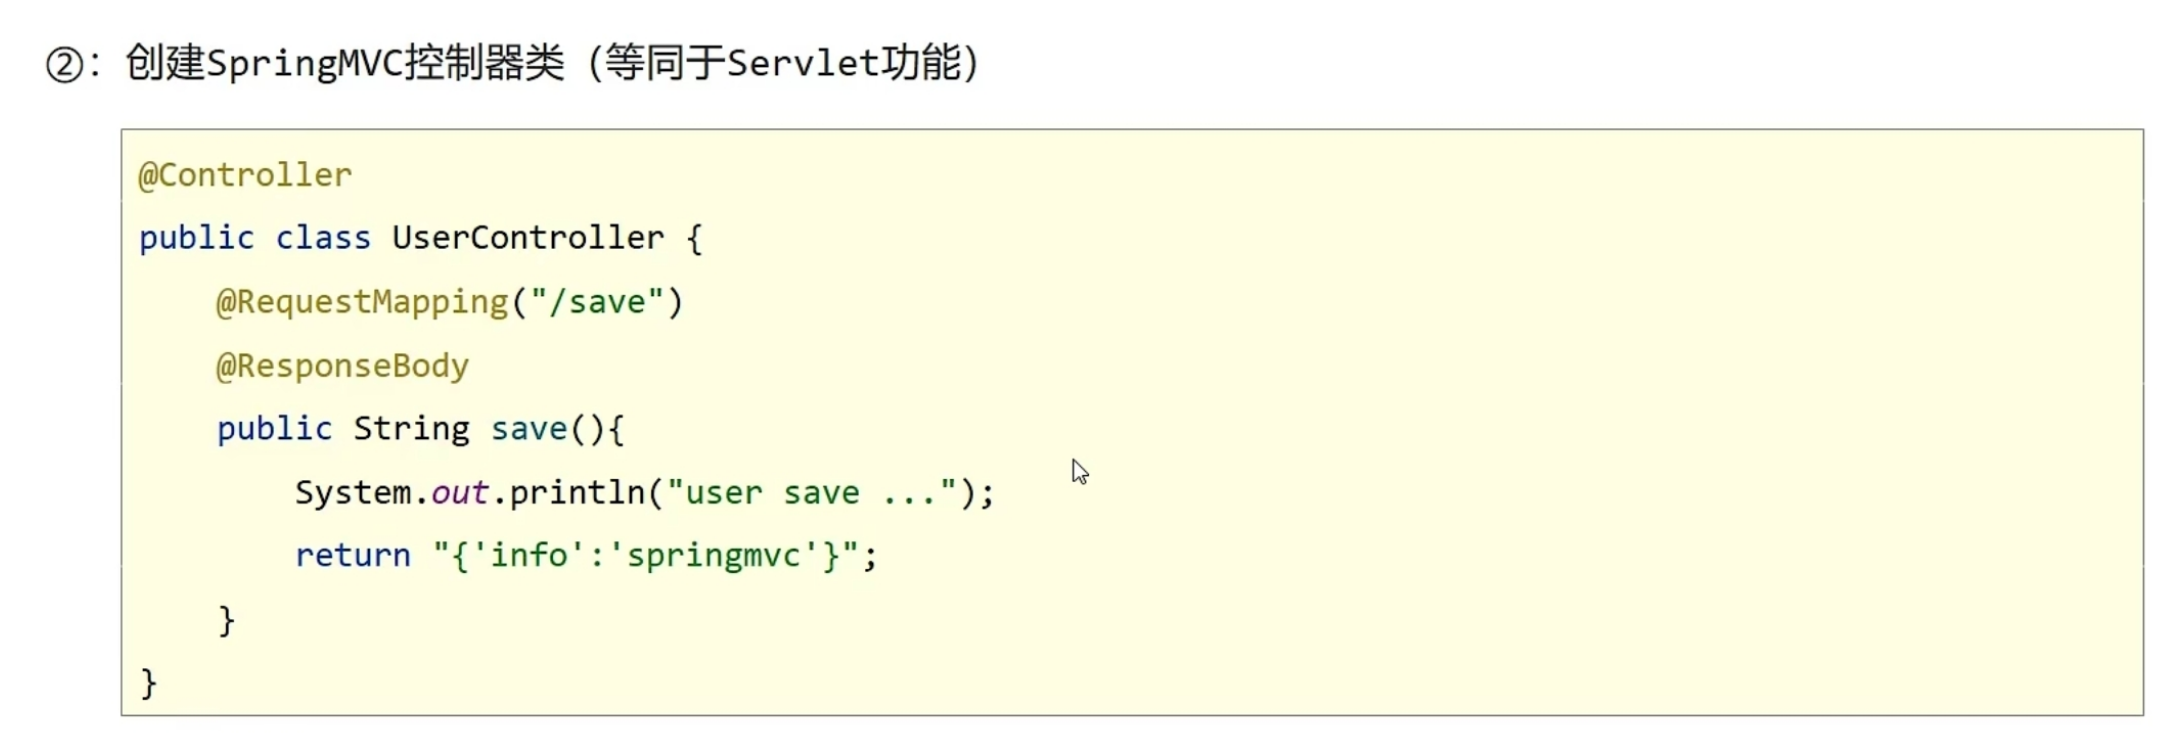 ②：创建SpringMVC控制器类（等同于Servlet功能）
@Controller
public class UserController {
    @RequestMapping("/save")
    @ResponseBody
    public String save(){
        System.out.println("user save ...");
        return "{'info':'springmvc'}";
    }
}